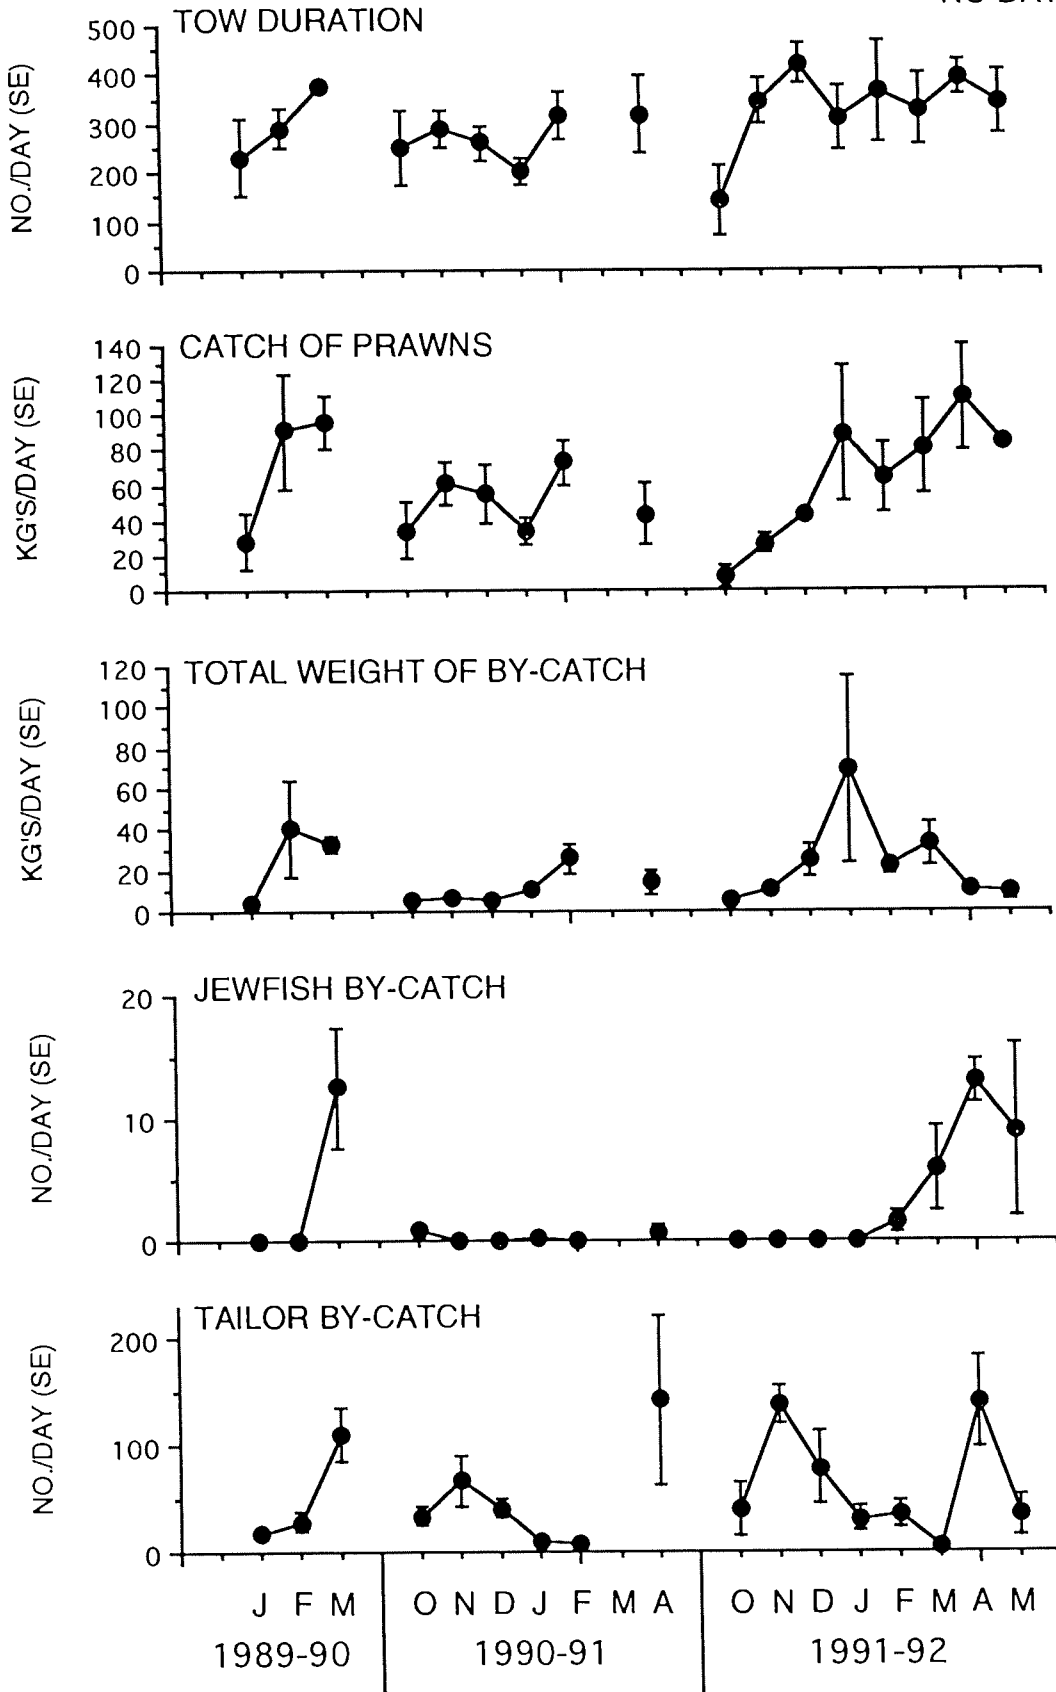 TOW DURATION
NO./DAY (SE)
500
400
300
200
100
0
CATCH OF PRAWNS
KG'S/DAY (SE)
140
120
100
80
60
40
20
0
TOTAL WEIGHT OF BY-CATCH
KG'S/DAY (SE)
120
100
80
60
40
20
0
JEWFISH BY-CATCH
NO./DAY (SE)
20
10
0
TAILOR BY-CATCH
NO./DAY (SE)
200
100
0
J F M O N D J F M A O N D J F M A M
1989-90 1990-91 1991-92